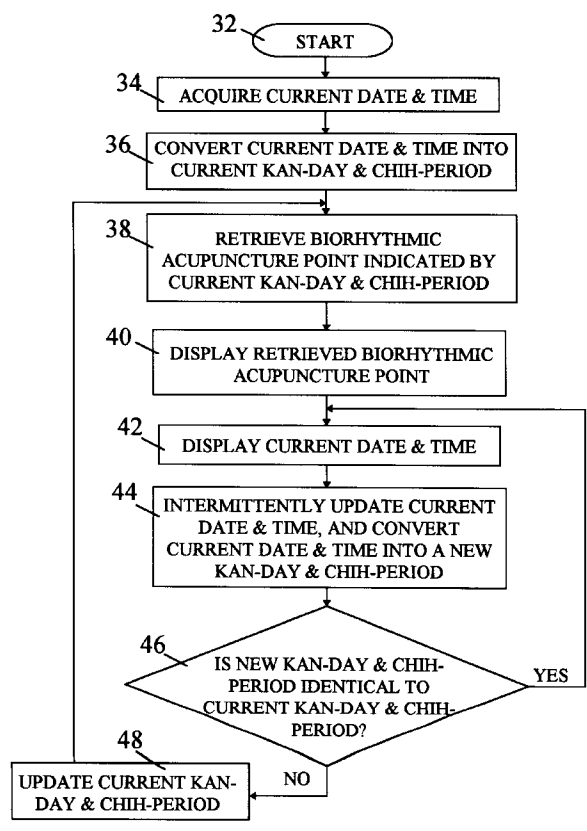 32
START
34
ACQUIRE CURRENT DATE & TIME
36
CONVERT CURRENT DATE & TIME INTO
CURRENT KAN-DAY & CHIH-PERIOD
38
RETRIEVE BIORHYTHMIC
ACUPUNCTURE POINT INDICATED BY
CURRENT KAN-DAY & CHIH-PERIOD
40
DISPLAY RETRIEVED BIORHYTHMIC
ACUPUNCTURE POINT
42
DISPLAY CURRENT DATE & TIME
44
INTERMITTENTLY UPDATE CURRENT
DATE & TIME, AND CONVERT
CURRENT DATE & TIME INTO A NEW
KAN-DAY & CHIH-PERIOD
46
IS NEW KAN-DAY & CHIH-
PERIOD IDENTICAL TO
CURRENT KAN-DAY & CHIH-
PERIOD?
YES
NO
48
UPDATE CURRENT KAN-
DAY & CHIH-PERIOD